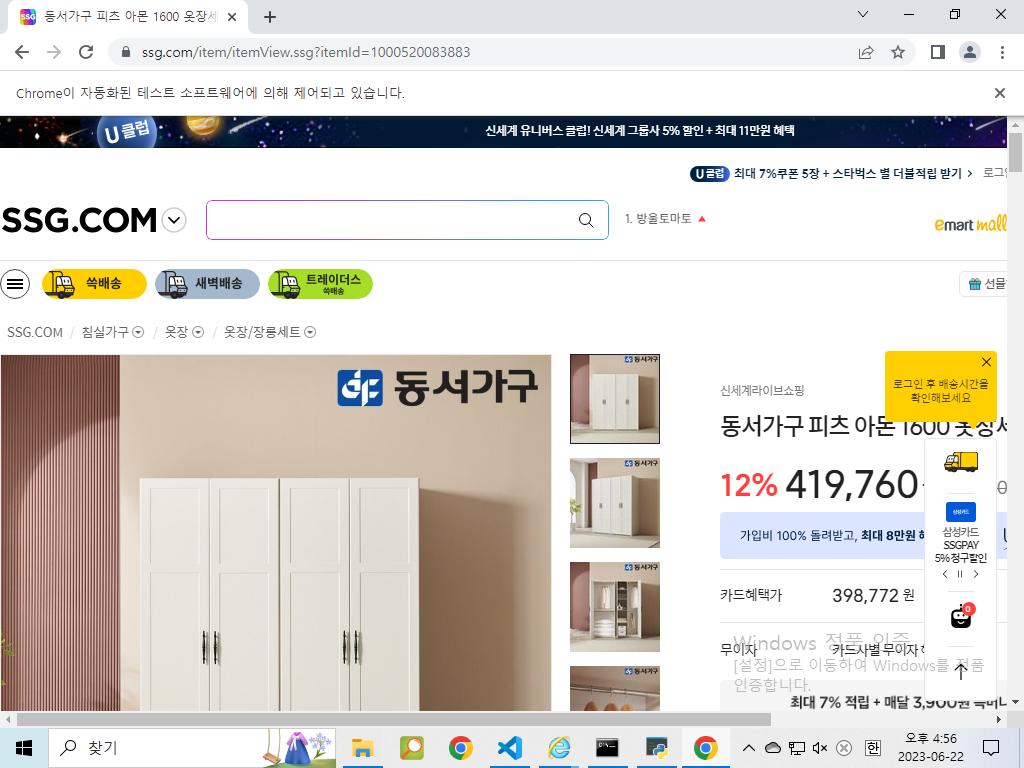 동서가구 피츠 아몬 1600 옷장세
ssg.com/item/itemView.ssg?itemId=1000520083883
Chrome이 자동화된 테스트 소프트웨어에 의해 제어되고 있습니다.
U 클럽
신세계 유니버스 클럽! 신세계 그룹사 5% 할인 + 최대 11만원 혜택
U 클럽 최대 7%쿠폰 5장 + 스타벅스 별 더블적립 받기 >
로그인
SSG.COM
1. 방울토마토
emart mall
쓱배송
새벽배송
트레이더스
쓱배송
선물
SSG.COM / 침실가구 / 옷장 / 옷장/장롱세트
동서가구
신세계라이브쇼핑
로그인 후 배송시간을
확인해보세요
동서가구 피츠 아몬 1600 옷장세
12% 419,760
가입비 100% 돌려받고, 최대 8만원
삼성카드
삼성카드
SSGPAY
5% 청구할인
카드혜택가 398,772 원
0
무이자 카드사별 무이자
Windows 정품 인증
[설정]으로 이동하여 Windows를 정품
인증합니다.
최대 7% 적립 + 매달 3,900원
찾기
한
오후 4:56
2023-06-22